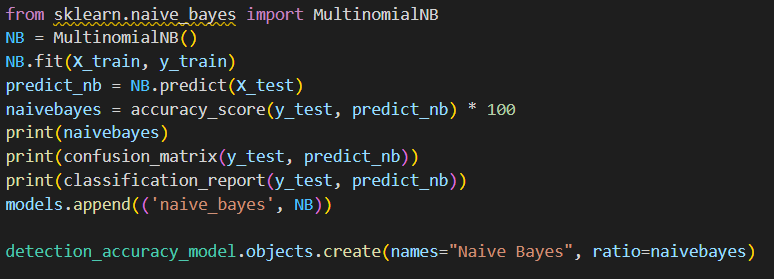 from sklearn.naive_bayes import MultinomialNB
NB = MultinomialNB()
NB.fit(X_train, y_train)
predict_nb = NB.predict(X_test)
naivebayes = accuracy_score(y_test, predict_nb) * 100
print(naivebayes)
print(confusion_matrix(y_test, predict_nb))
print(classification_report(y_test, predict_nb))
models.append(('naive_bayes', NB))
detection_accuracy_model.objects.create(names="Naive Bayes", ratio=naivebayes)